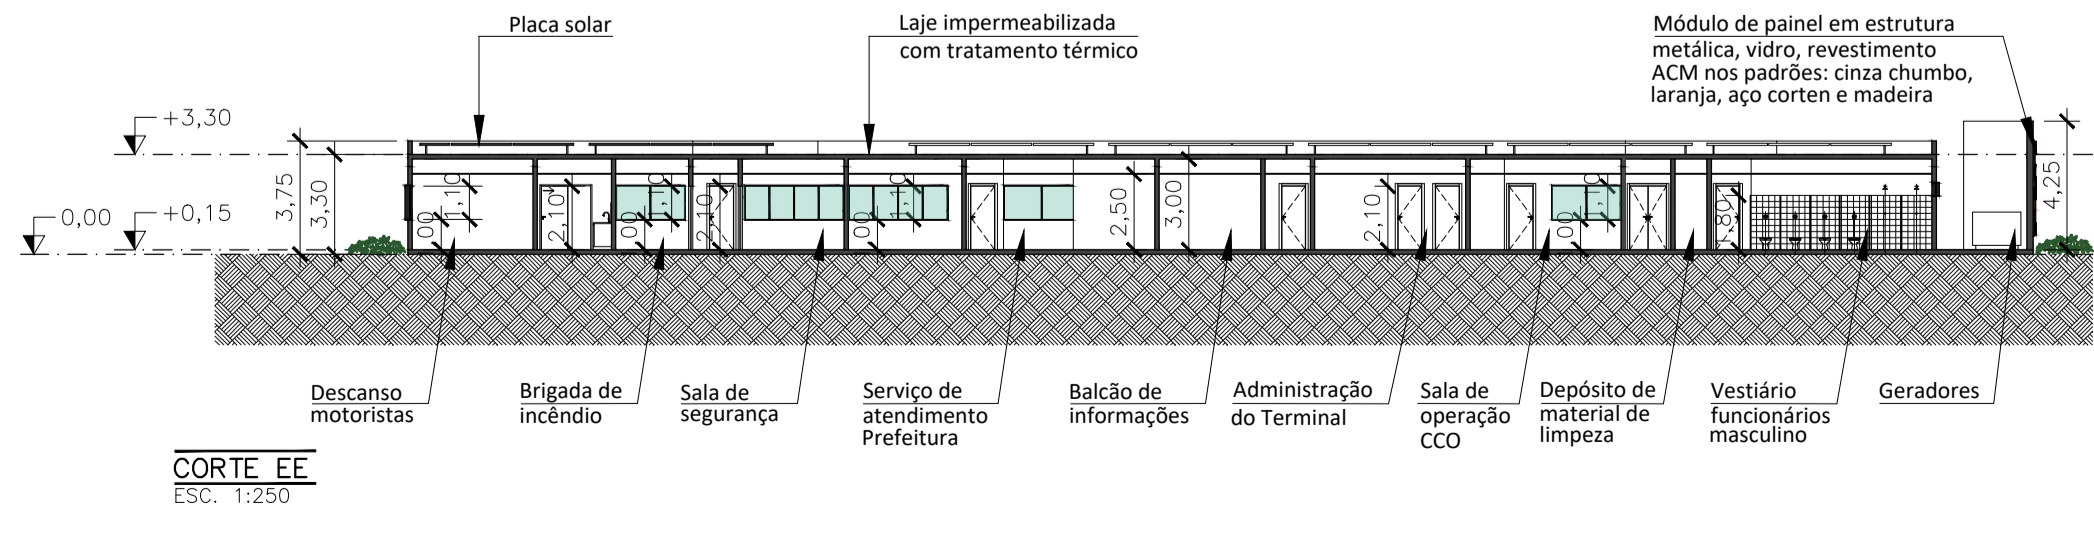 Placa solar
Laje impermeabilizada
com tratamento térmico
Módulo de painel em estrutura
metálica, vidro, revestimento
ACM nos padrões: cinza chumbo,
laranja, aço corten e madeira
+3,30
0,00
+0,15
3,75
3,30
1,10
2,10
1,10
2,10
1,10
2,50
3,00
2,10
1,10
4,25
Descanso
motoristas
Brigada de
incêndio
Sala de
segurança
Serviço de
atendimento
Prefeitura
Balcão de
informações
Administração
do Terminal
Sala de
operação
CCO
Depósito de
material de
limpeza
Vestiário
funcionários
masculino
Geradores
CORTE EE
ESC. 1:250